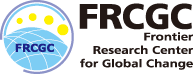 FRCGC
FRCGC
Frontier
Research Center
for Global Change